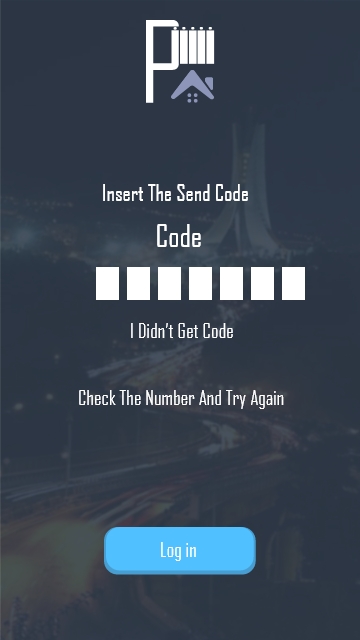 Insert The Send Code
Code
I Didn't Get Code
Check The Number And Try Again
Log in